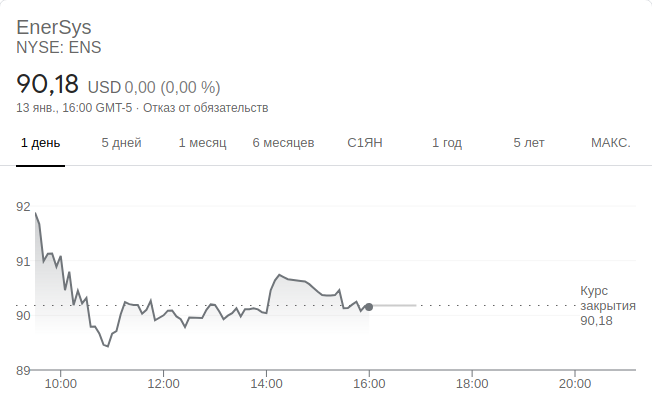 EnerSys
NYSE: ENS
90,18 USD 0,00 (0,00 %)
13 янв., 16:00 GMT-5 · Отказ от обязательств
1 день 5 дней 1 месяц 6 месяцев С1ЯН 1 год 5 лет МАКС.
92
91
90
89
Курс
закрытия
90,18
10:00 12:00 14:00 16:00 18:00 20:00